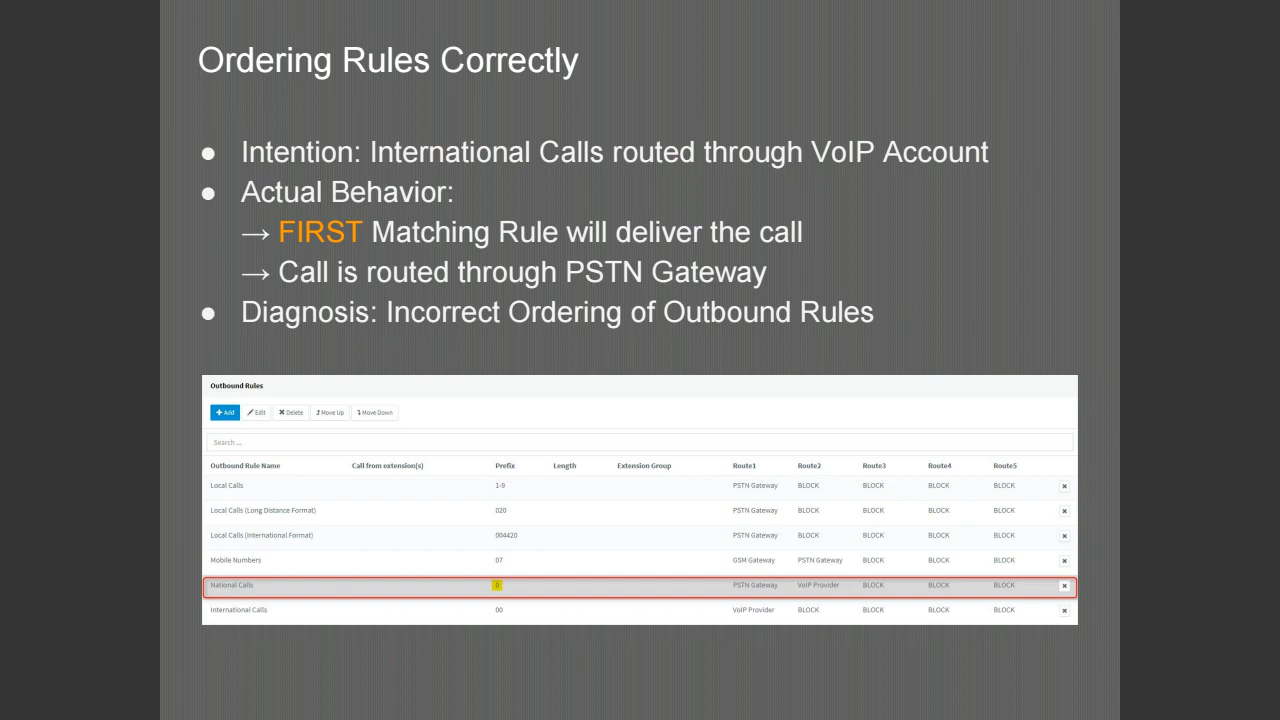 Ordering Rules Correctly
● Intention: International Calls routed through VoIP Account
● Actual Behavior:
→ FIRST Matching Rule will deliver the call
→ Call is routed through PSTN Gateway
● Diagnosis: Incorrect Ordering of Outbound Rules
Outbound Rules
+ Add Edit ✖ Delete Move Up Move Down
Search ...
Outbound Rule Name Call from extension(s) Prefix Length Extension Group Route1 Route2 Route3 Route4 Route5
Local Calls 1-9 PSTN Gateway BLOCK BLOCK BLOCK BLOCK
Local Calls (Long Distance Format) 020 PSTN Gateway BLOCK BLOCK BLOCK BLOCK
Local Calls (International Format) 004420 PSTN Gateway BLOCK BLOCK BLOCK BLOCK
Mobile Numbers 07 GSM Gateway PSTN Gateway BLOCK BLOCK BLOCK
National Calls 0 PSTN Gateway VoIP Provider BLOCK BLOCK BLOCK
International Calls 00 VoIP Provider BLOCK BLOCK BLOCK BLOCK